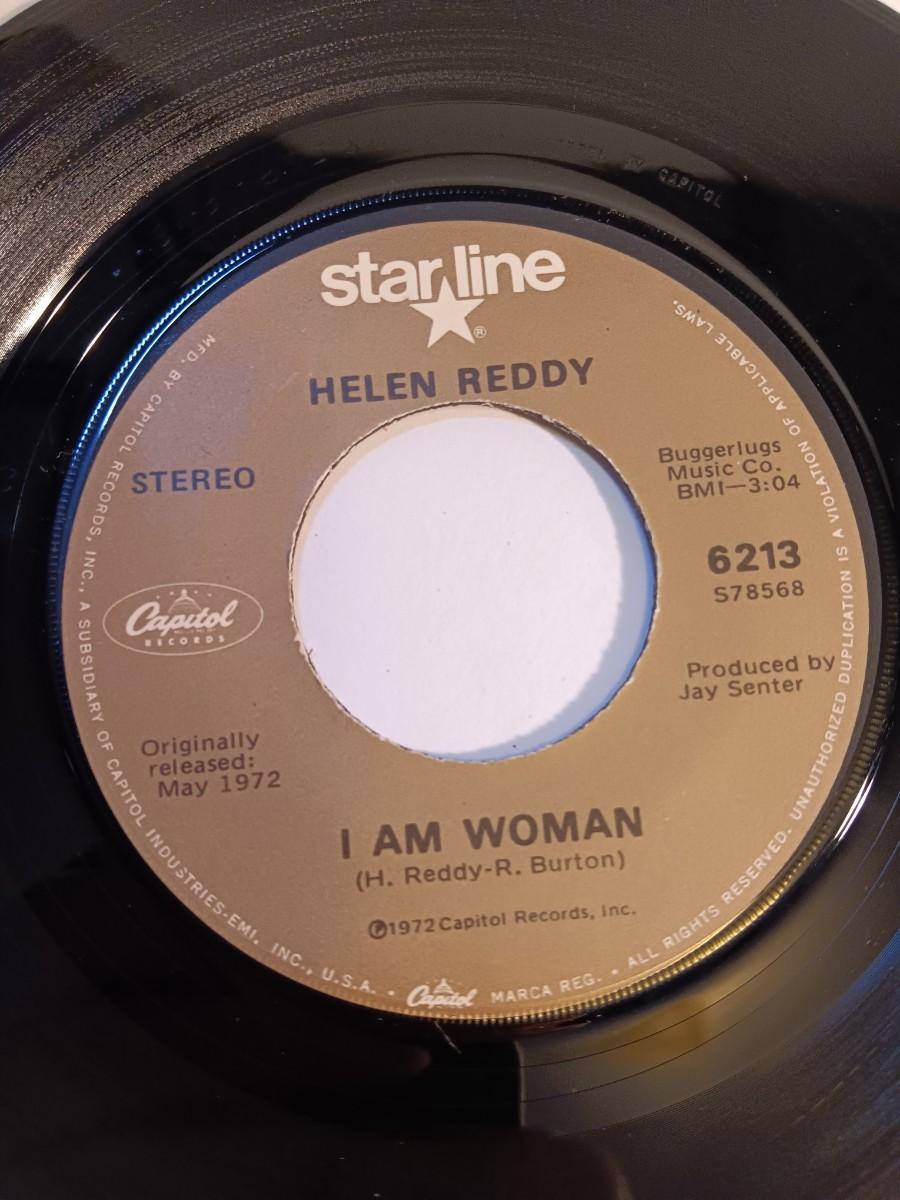 CAPITOL
star line
®
HELEN REDDY
STEREO
Buggerlugs
Music Co.
BMI—3:04
6213
S78568
Capitol
RECORDS
Produced by
Jay Senter
Originally
released:
May 1972
I AM WOMAN
(H. Reddy-R. Burton)
℗1972 Capitol Records, Inc.
MFD. BY CAPITOL RECORDS, INC., A SUBSIDIARY OF CAPITOL INDUSTRIES-EMI, INC., U.S.A. • Capitol MARCA REG. • ALL RIGHTS RESERVED. UNAUTHORIZED DUPLICATION IS A VIOLATION OF APPLICABLE LAWS.